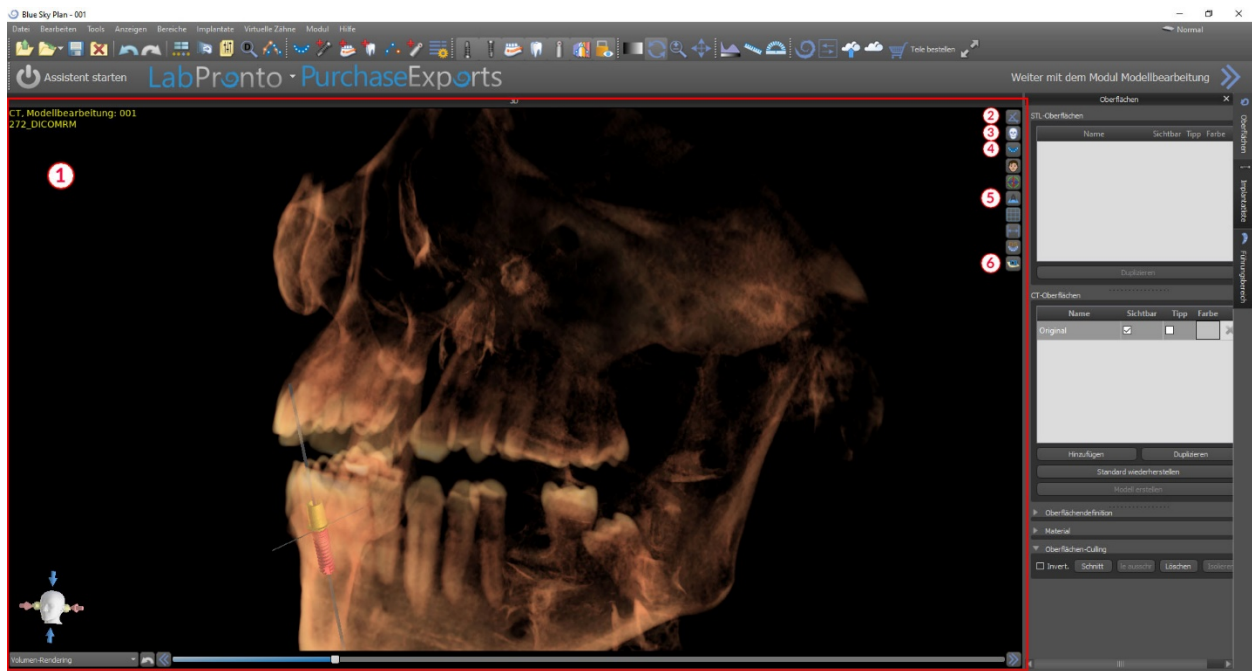 Blue Sky Plan - 001
Datei Bearbeiten Tools Anzeigen Bereiche Implantate Virtuelle Zähne Modul Hilfe
Normal
Teile bestellen
Assistent starten
LabPronto
PurchaseExports
Weiter mit dem Modul Modellbearbeitung
3D
CT, Modellbearbeitung: 001
272_DICOMRM
1
2
3
4
5
6
Volumen-Rendering
Oberflächen
STL-Oberflächen
Name Sichtbar Tipp Farbe
Duplizieren
CT-Oberflächen
Name Sichtbar Tipp Farbe
Original
Hinzufügen Duplizieren
Standard wiederherstellen
Modell erstellen
Oberflächendefinition
Material
Oberflächen-Culling
Invert. Schnitt Löschen Isolieren
Oberflächen
Implantatliste
Führungsbereich